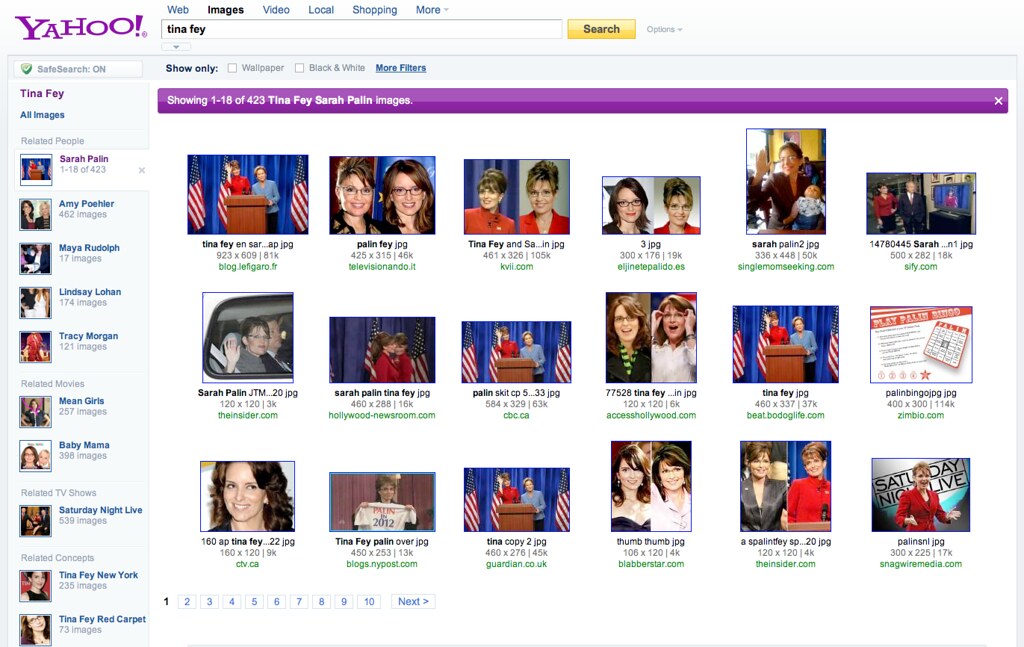 Web Images Video Local Shopping More
YAHOO!
tina fey
Search
Options
SafeSearch: ON
Show only: Wallpaper Black & White More Filters
Tina Fey
All Images
Related People
Sarah Palin
1-18 of 423
Amy Poehler
462 images
Maya Rudolph
17 images
Lindsay Lohan
174 images
Tracy Morgan
121 images
Related Movies
Mean Girls
257 images
Baby Mama
398 images
Related TV Shows
Saturday Night Live
539 images
Related Concepts
Tina Fey New York
235 images
Tina Fey Red Carpet
73 images
Showing 1-18 of 423 Tina Fey Sarah Palin images.
tina fey en sar...ap jpg
923 x 609 | 81k
blog.lefigaro.fr
palin fey jpg
425 x 315 | 46k
televisionando.it
Tina Fey and Sa...in jpg
461 x 326 | 105k
kvii.com
3 jpg
300 x 176 | 19k
eljinetepalido.es
sarah palin2 jpg
336 x 448 | 50k
singlemomseeking.com
14780445 Sarah ...n1 jpg
500 x 282 | 18k
sify.com
Sarah Palin JTM...20 jpg
120 x 120 | 3k
theinsider.com
sarah palin tina fey jpg
460 x 288 | 16k
hollywood-newsroom.com
palin skit cp 5...33 jpg
584 x 329 | 63k
cbc.ca
77528 tina fey ...in jpg
120 x 120 | 6k
accesshollywood.com
tina fey jpg
460 x 337 | 37k
beat.bodoglife.com
PLAY PALIN BINGO
PALIN
palinbingojpg jpg
400 x 300 | 114k
zimbio.com
160 ap tina fey...22 jpg
160 x 120 | 9k
ctv.ca
PALIN
IN
2012
Tina Fey palin over jpg
450 x 253 | 13k
blogs.nypost.com
tina copy 2 jpg
460 x 276 | 45k
guardian.co.uk
thumb thumb jpg
106 x 120 | 4k
blabberstar.com
a spalintfey sp...20 jpg
120 x 120 | 4k
theinsider.com
SATURDAY
NIGHT LIVE
palinsnl jpg
300 x 225 | 17k
snagwiremedia.com
1 2 3 4 5 6 7 8 9 10 Next >